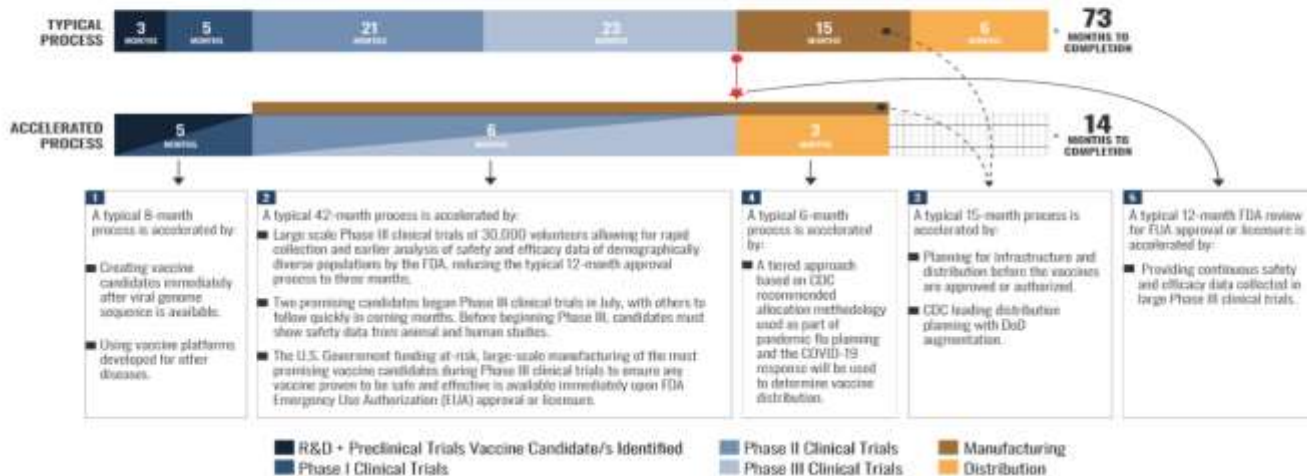 TYPICAL
PROCESS
3
MONTHS
5
MONTHS
21
MONTHS
23
MONTHS
15
MONTHS
6
MONTHS
73
MONTHS TO
COMPLETION
ACCELERATED
PROCESS
5
MONTHS
6
MONTHS
3
MONTHS
14
MONTHS TO
COMPLETION
1
A typical 8-month
process is accelerated by:
Creating vaccine
candidates immediately
after viral genome
sequence is available.
Using vaccine platforms
developed for other
diseases.
2
A typical 42-month process is accelerated by:
Large scale Phase III clinical trials of 30,000 volunteers allowing for rapid
collection and earlier analysis of safety and efficacy data of demographically
diverse populations by the FDA, reducing the typical 12-month approval
process to three months.
Two promising candidates began Phase III clinical trials in July, with others to
follow quickly in coming months. Before beginning Phase III, candidates must
show safety data from animal and human studies.
The U.S. Government funding at-risk, large-scale manufacturing of the most
promising vaccine candidates during Phase III clinical trials to ensure any
vaccine proven to be safe and effective is available immediately upon FDA
Emergency Use Authorization (EUA) approval or licensure.
4
A typical 6-month
process is accelerated
by:
A tiered approach
based on CDC
recommended
allocation methodology
used as part of
pandemic flu planning
and the COVID-19
response will be used
to determine vaccine
distribution.
3
A typical 15-month process is
accelerated by:
Planning for infrastructure and
distribution before the vaccines
are approved or authorized.
CDC leading distribution
planning with DoD
augmentation.
5
A typical 12-month FDA review
for EUA approval or licensure is
accelerated by:
Providing continuous safety
and efficacy data collected in
large Phase III clinical trials.
R&D + Preclinical Trials Vaccine Candidate/s Identified
Phase I Clinical Trials
Phase II Clinical Trials
Phase III Clinical Trials
Manufacturing
Distribution